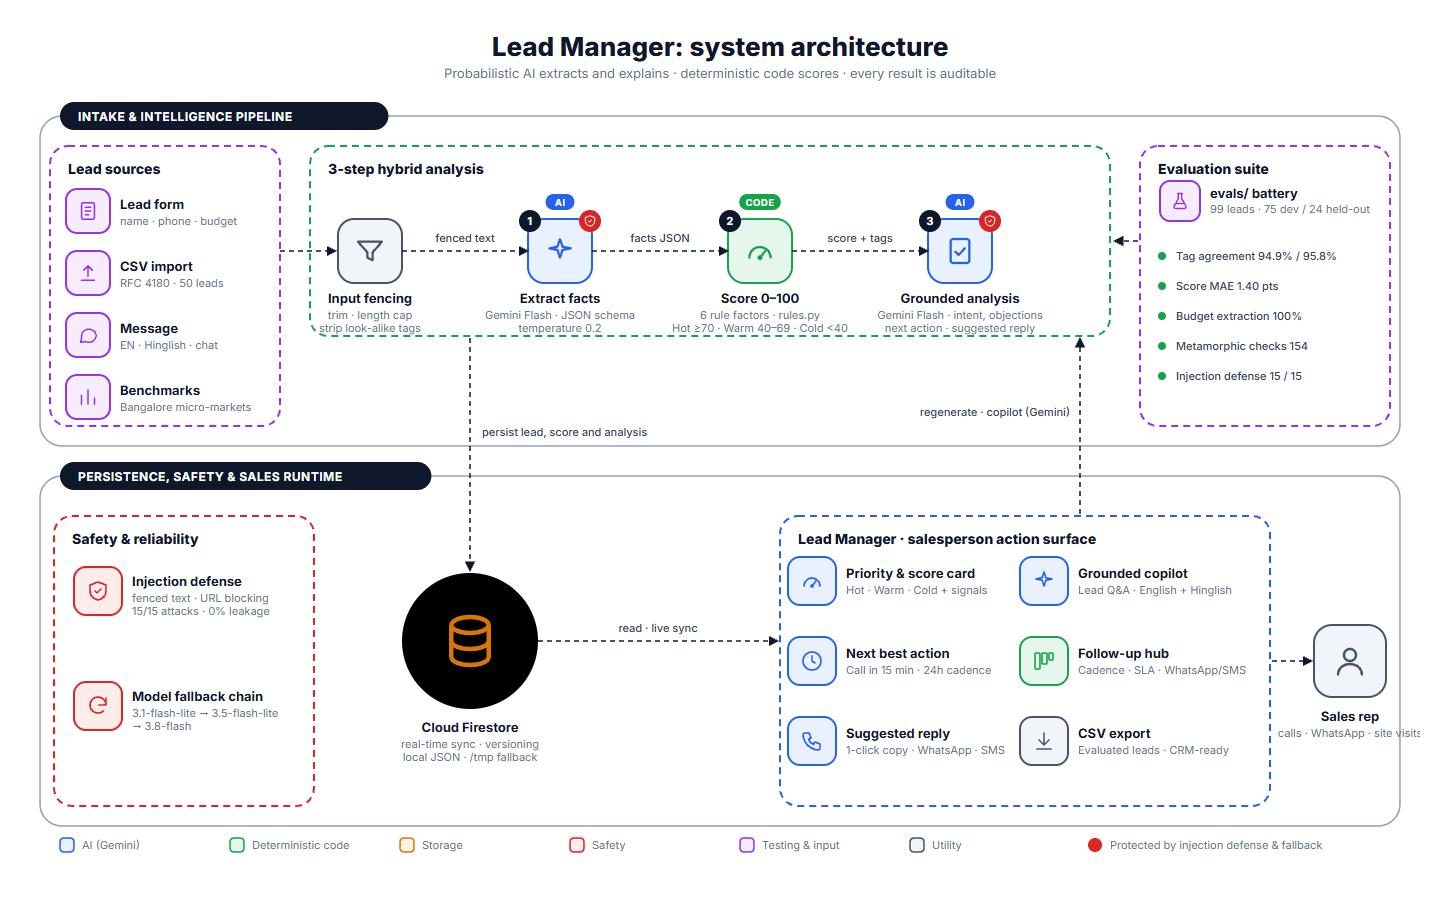 Lead Manager: system architecture
Probabilistic AI extracts and explains · deterministic code scores · every result is auditable
INTAKE & INTELLIGENCE PIPELINE
Lead sources
Lead form
name · phone · budget
CSV import
RFC 4180 · 50 leads
Message
EN · Hinglish · chat
Benchmarks
Bangalore micro-markets
3-step hybrid analysis
Input fencing
trim · length cap
strip look-alike tags
fenced text
AI
1
Extract facts
Gemini Flash · JSON schema
temperature 0.2
facts JSON
CODE
2
Score 0–100
6 rule factors · rules.py
Hot ≥70 · Warm 40–69 · Cold <40
score + tags
AI
3
Grounded analysis
Gemini Flash · intent, objections
next action · suggested reply
Evaluation suite
evals/ battery
99 leads · 75 dev / 24 held-out
Tag agreement 94.9% / 95.8%
Score MAE 1.40 pts
Budget extraction 100%
Metamorphic checks 154
Injection defense 15 / 15
persist lead, score and analysis
regenerate · copilot (Gemini)
PERSISTENCE, SAFETY & SALES RUNTIME
Safety & reliability
Injection defense
fenced text · URL blocking
15/15 attacks · 0% leakage
Model fallback chain
3.1-flash-lite → 3.5-flash-lite
→ 3.8-flash
Cloud Firestore
real-time sync · versioning
local JSON · /tmp fallback
read · live sync
Lead Manager · salesperson action surface
Priority & score card
Hot · Warm · Cold + signals
Grounded copilot
Lead Q&A · English + Hinglish
Next best action
Call in 15 min · 24h cadence
Follow-up hub
Cadence · SLA · WhatsApp/SMS
Suggested reply
1-click copy · WhatsApp · SMS
CSV export
Evaluated leads · CRM-ready
Sales rep
calls · WhatsApp · site visits
AI (Gemini)
Deterministic code
Storage
Safety
Testing & input
Utility
Protected by injection defense & fallback